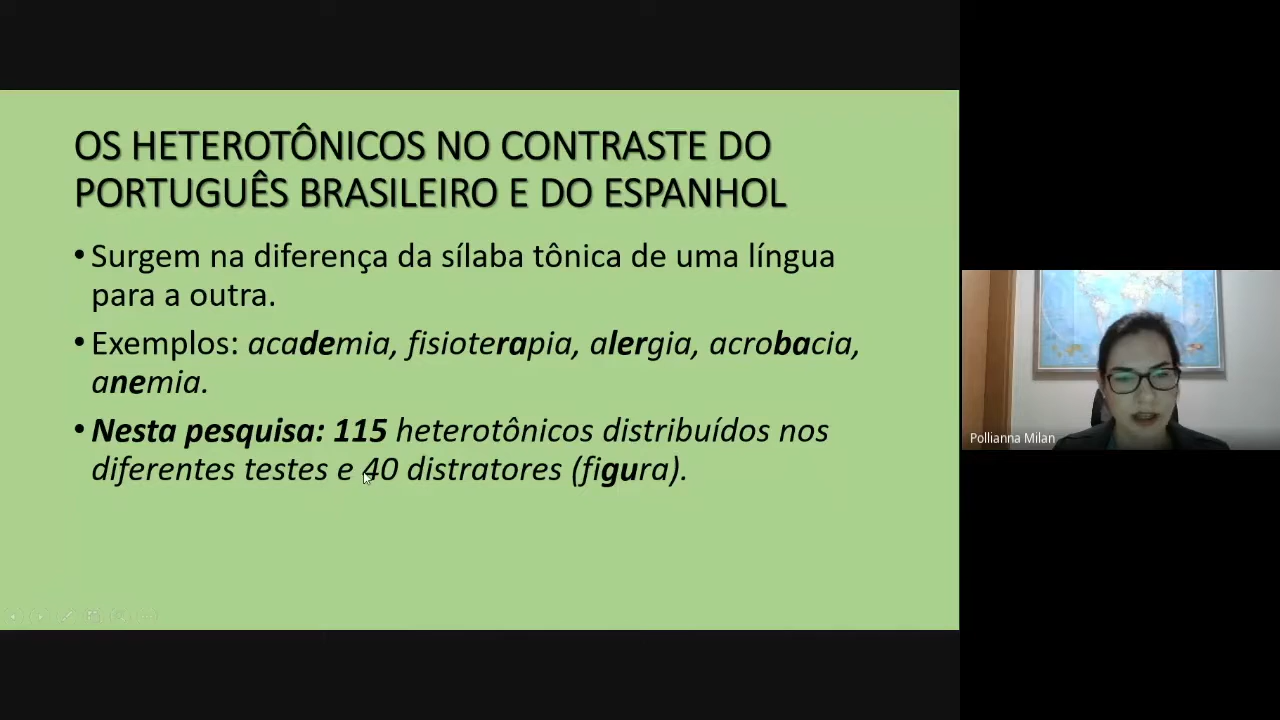 OS HETEROTÔNICOS NO CONTRASTE DO
PORTUGUÊS BRASILEIRO E DO ESPANHOL
• Surgem na diferença da sílaba tônica de uma língua
para a outra.
• Exemplos: academia, fisioterapia, alergia, acrobacia,
anemia.
• Nesta pesquisa: 115 heterotônicos distribuídos nos
diferentes testes e 40 distratores (figura).
Pollianna Milan